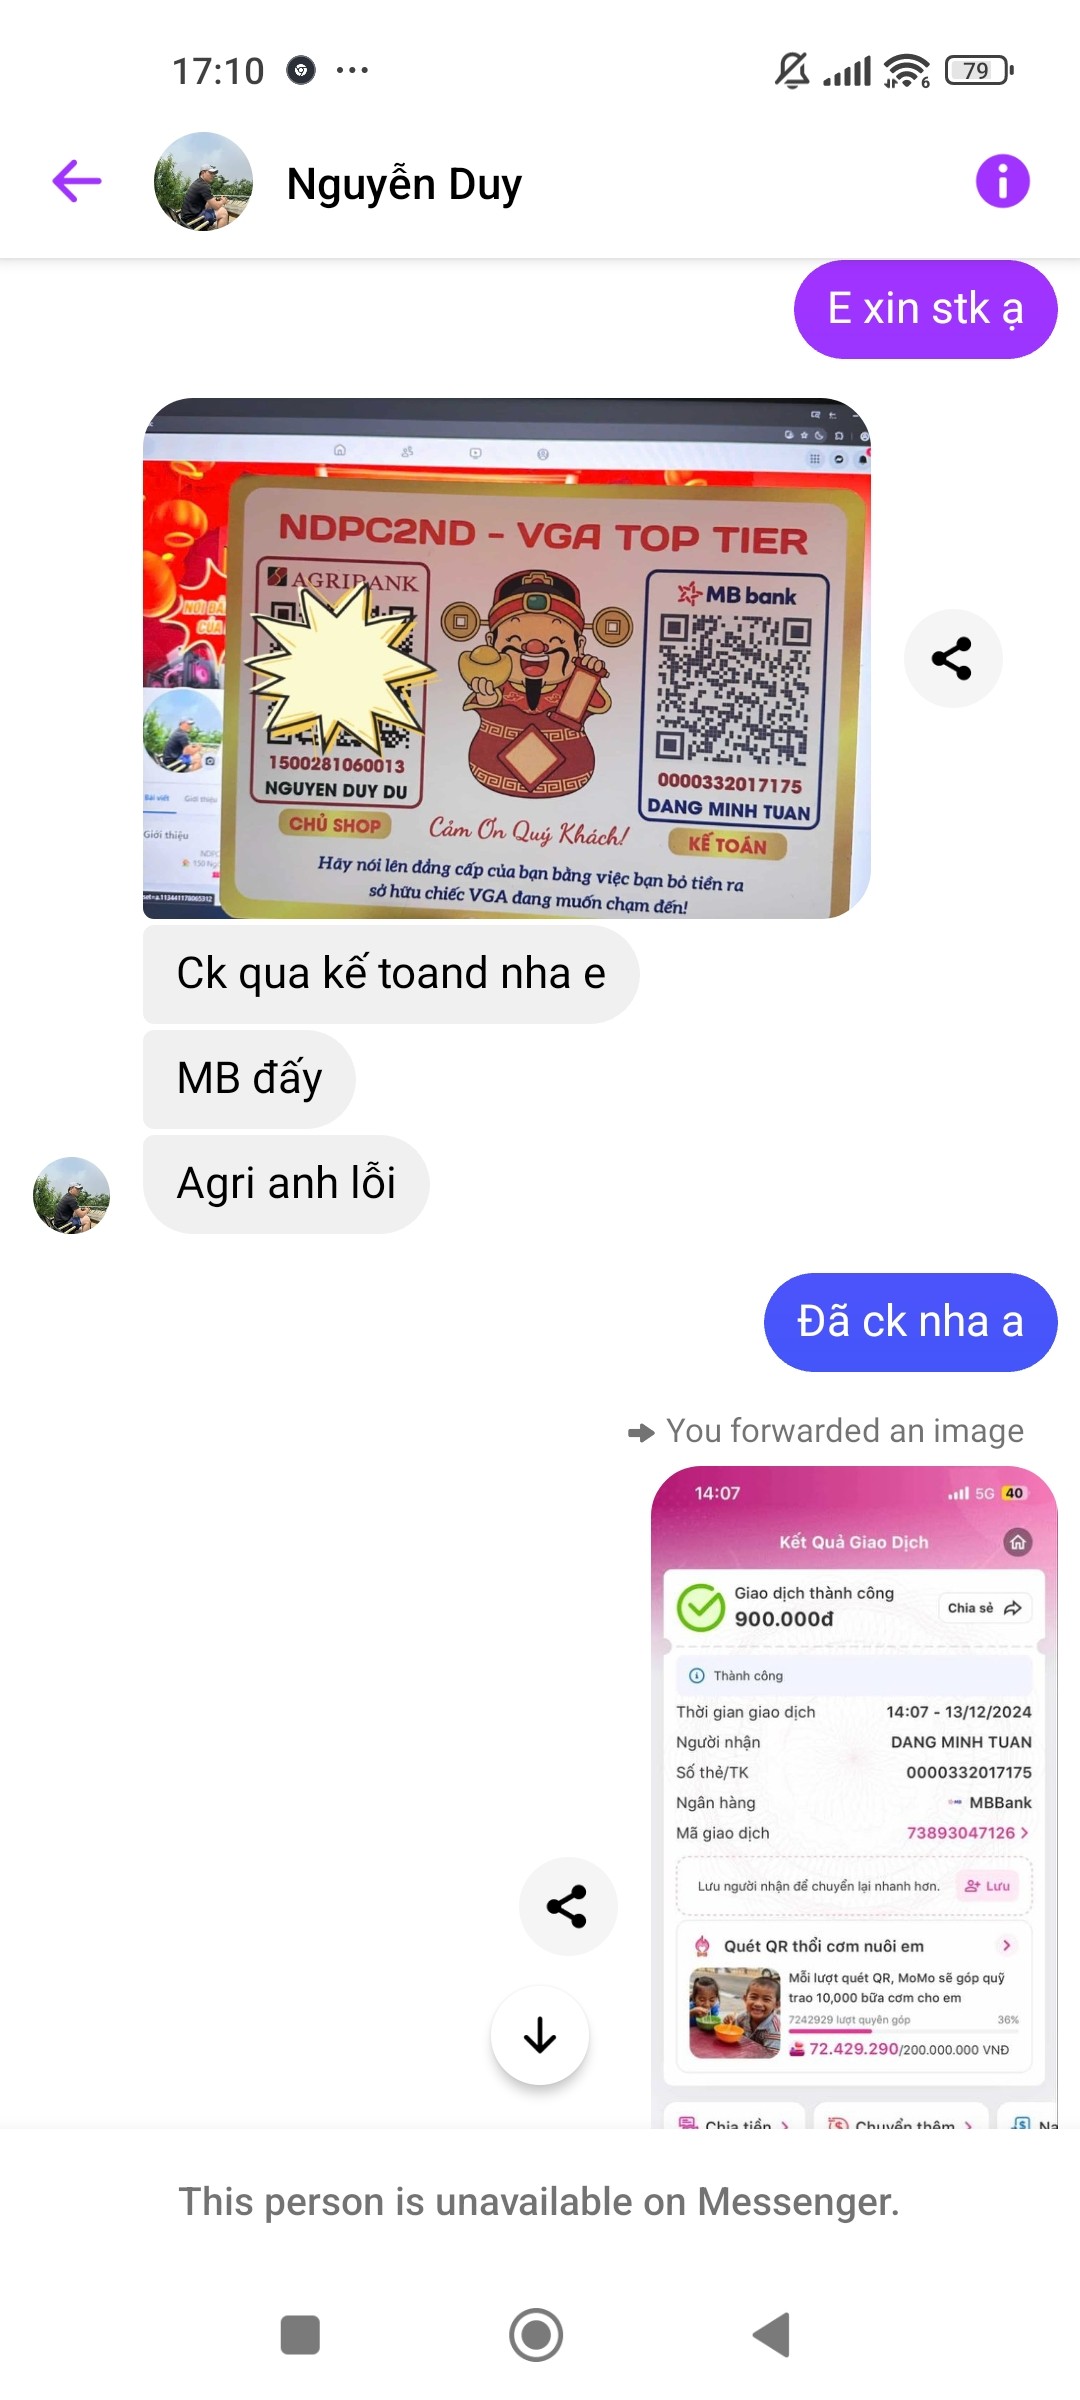 17:10
79
Nguyễn Duy
E xin stk ạ
NDPC2ND - VGA TOP TIER
AGRIBANK
MB bank
1500281060013
NGUYEN DUY DU
CHỦ SHOP
Cảm Ơn Quý Khách!
0000332017175
DANG MINH TUAN
KẾ TOÁN
Hãy nói lên đẳng cấp của bạn bằng việc bạn bỏ tiền ra
sở hữu chiếc VGA đang muốn chạm đến!
Bài viết
Giới thiệu
Giới thiệu
Ck qua kế toand nha e
MB đấy
Agri anh lỗi
Đã ck nha a
You forwarded an image
14:07
5G 40
Kết Quả Giao Dịch
Giao dịch thành công
900.000đ
Chia sẻ
Thành công
Thời gian giao dịch 14:07 - 13/12/2024
Người nhận DANG MINH TUAN
Số thẻ/TK 0000332017175
Ngân hàng MBBank
Mã giao dịch 73893047126
Lưu người nhận để chuyển lại nhanh hơn. Lưu
Quét QR thổi cơm nuôi em
Mỗi lượt quét QR, MoMo sẽ góp quỹ
trao 10,000 bữa cơm cho em
7242929 lượt quyên góp 36%
72.429.290/200.000.000 VNĐ
Chia tiền
Chuyển thêm
This person is unavailable on Messenger.